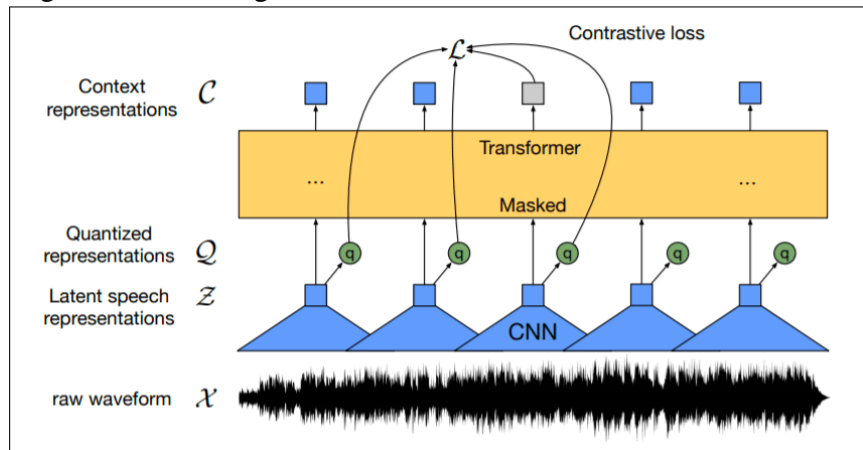 Contrastive loss
ℒ
Context
representations 𝒞
Transformer
... ...
Masked
Quantized
representations 𝒬
q q q q q
Latent speech
representations 𝒵
CNN
raw waveform 𝒳